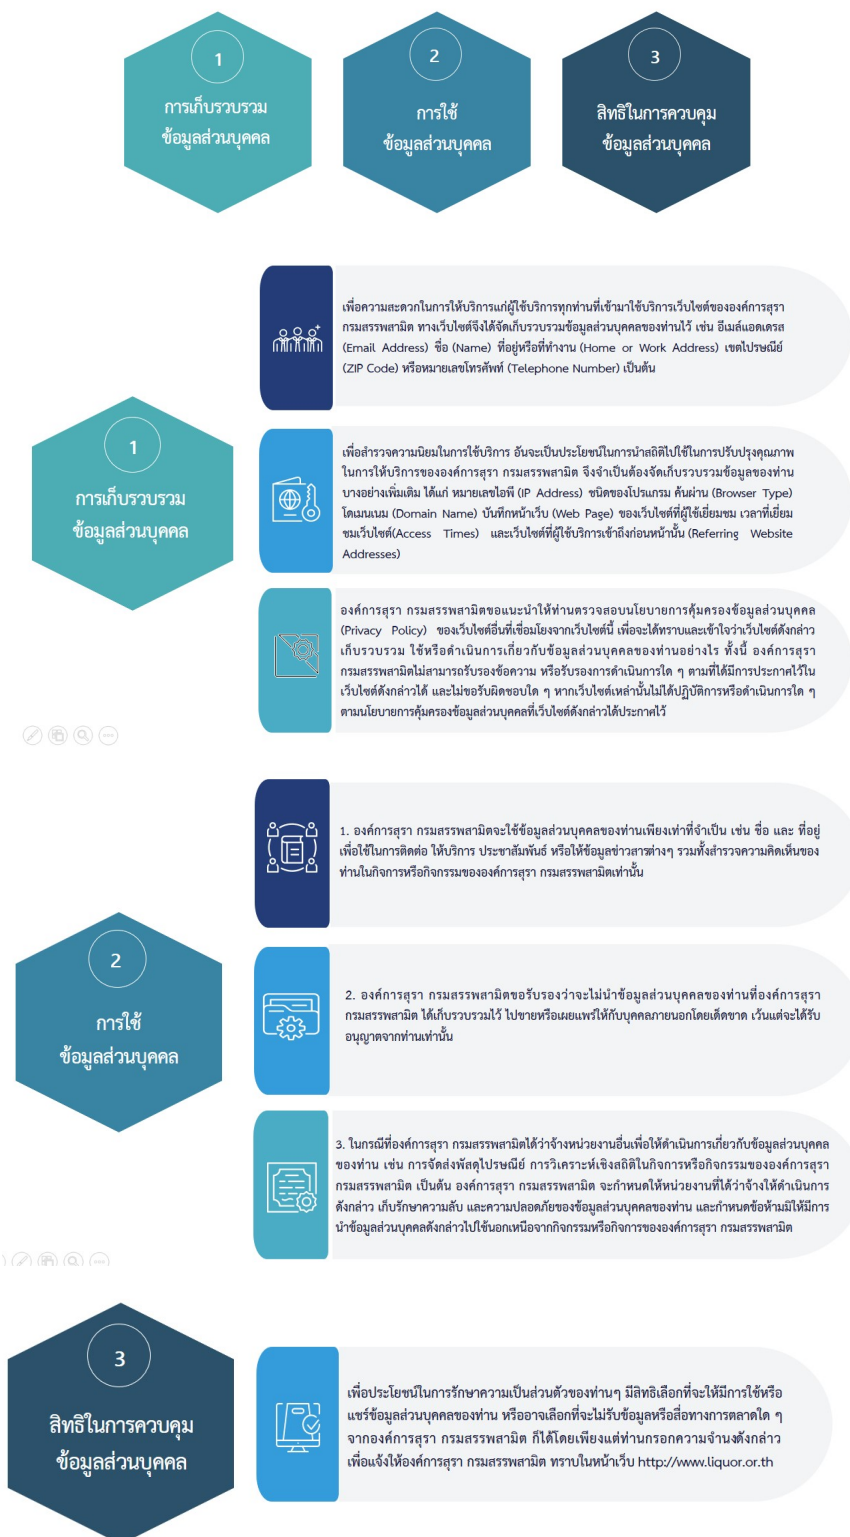 1
การเก็บรวบรวม
ข้อมูลส่วนบุคคล
2
การใช้
ข้อมูลส่วนบุคคล
3
สิทธิในการควบคุม
ข้อมูลส่วนบุคคล
1
การเก็บรวบรวม
ข้อมูลส่วนบุคคล
เพื่อความสะดวกในการให้บริการแก่ผู้ใช้บริการทุกท่านที่เข้ามาใช้บริการเว็บไซต์ขององค์การสุรา
กรมสรรพสามิต ทางเว็บไซต์จึงได้จัดเก็บรวบรวมข้อมูลส่วนบุคคลของท่านไว้ เช่น อีเมล์แอดเดรส
(Email Address) ชื่อ (Name) ที่อยู่หรือที่ทำงาน (Home or Work Address) เขตไปรษณีย์
(ZIP Code) หรือหมายเลขโทรศัพท์ (Telephone Number) เป็นต้น
เพื่อสำรวจความนิยมในการใช้บริการ อันจะเป็นประโยชน์ในการนำสถิติไปใช้ในการปรับปรุงคุณภาพ
ในการให้บริการขององค์การสุรา กรมสรรพสามิต จึงจำเป็นต้องจัดเก็บรวบรวมข้อมูลของท่าน
บางอย่างเพิ่มเติม ได้แก่ หมายเลขไอพี (IP Address) ชนิดของโปรแกรม ค้นผ่าน (Browser Type)
โดเมนเนม (Domain Name) บันทึกหน้าเว็บ (Web Page) ของเว็บไซต์ที่ผู้ใช้เยี่ยมชม เวลาที่เยี่ยม
ชมเว็บไซต์(Access Times) และเว็บไซต์ที่ผู้ใช้บริการเข้าถึงก่อนหน้านั้น (Referring Website
Addresses)
องค์การสุรา กรมสรรพสามิตขอแนะนำให้ท่านตรวจสอบนโยบายการคุ้มครองข้อมูลส่วนบุคคล
(Privacy Policy) ของเว็บไซต์อื่นที่เชื่อมโยงจากเว็บไซต์นี้ เพื่อจะได้ทราบและเข้าใจว่าเว็บไซต์ดังกล่าว
เก็บรวบรวม ใช้หรือดำเนินการเกี่ยวกับข้อมูลส่วนบุคคลของท่านอย่างไร ทั้งนี้ องค์การสุรา
กรมสรรพสามิตไม่สามารถรับรองข้อความ หรือรับรองการดำเนินการใด ๆ ตามที่ได้มีการประกาศไว้ใน
เว็บไซต์ดังกล่าวได้ และไม่ขอรับผิดชอบใด ๆ หากเว็บไซต์เหล่านั้นไม่ได้ปฏิบัติการหรือดำเนินการใด ๆ
ตามนโยบายการคุ้มครองข้อมูลส่วนบุคคลที่เว็บไซต์ดังกล่าวได้ประกาศไว้
2
การใช้
ข้อมูลส่วนบุคคล
1. องค์การสุรา กรมสรรพสามิตจะใช้ข้อมูลส่วนบุคคลของท่านเพียงเท่าที่จำเป็น เช่น ชื่อ และ ที่อยู่
เพื่อใช้ในการติดต่อ ให้บริการ ประชาสัมพันธ์ หรือให้ข้อมูลข่าวสารต่างๆ รวมทั้งสำรวจความคิดเห็นของ
ท่านในกิจการหรือกิจกรรมขององค์การสุรา กรมสรรพสามิตเท่านั้น
2. องค์การสุรา กรมสรรพสามิตขอรับรองว่าจะไม่นำข้อมูลส่วนบุคคลของท่านที่องค์การสุรา
กรมสรรพสามิต ได้เก็บรวบรวมไว้ ไปขายหรือเผยแพร่ให้กับบุคคลภายนอกโดยเด็ดขาด เว้นแต่จะได้รับ
อนุญาตจากท่านเท่านั้น
3. ในกรณีที่องค์การสุรา กรมสรรพสามิตได้ว่าจ้างหน่วยงานอื่นเพื่อให้ดำเนินการเกี่ยวกับข้อมูลส่วนบุคคล
ของท่าน เช่น การจัดส่งพัสดุไปรษณีย์ การวิเคราะห์เชิงสถิติในกิจการหรือกิจกรรมขององค์การสุรา
กรมสรรพสามิต เป็นต้น องค์การสุรา กรมสรรพสามิต จะกำหนดให้หน่วยงานที่ได้ว่าจ้างให้ดำเนินการ
ดังกล่าว เก็บรักษาความลับ และความปลอดภัยของข้อมูลส่วนบุคคลของท่าน และกำหนดข้อห้ามมิให้มีการ
นำข้อมูลส่วนบุคคลดังกล่าวไปใช้นอกเหนือจากกิจกรรมหรือกิจการขององค์การสุรา กรมสรรพสามิต
3
สิทธิในการควบคุม
ข้อมูลส่วนบุคคล
เพื่อประโยชน์ในการรักษาความเป็นส่วนตัวของท่านๆ มีสิทธิเลือกที่จะให้มีการใช้หรือ
แชร์ข้อมูลส่วนบุคคลของท่าน หรืออาจเลือกที่จะไม่รับข้อมูลหรือสื่อทางการตลาดใด ๆ
จากองค์การสุรา กรมสรรพสามิต ก็ได้โดยเพียงแต่ท่านกรอกความจำนงดังกล่าว
เพื่อแจ้งให้องค์การสุรา กรมสรรพสามิต ทราบในหน้าเว็บ http://www.liquor.or.th